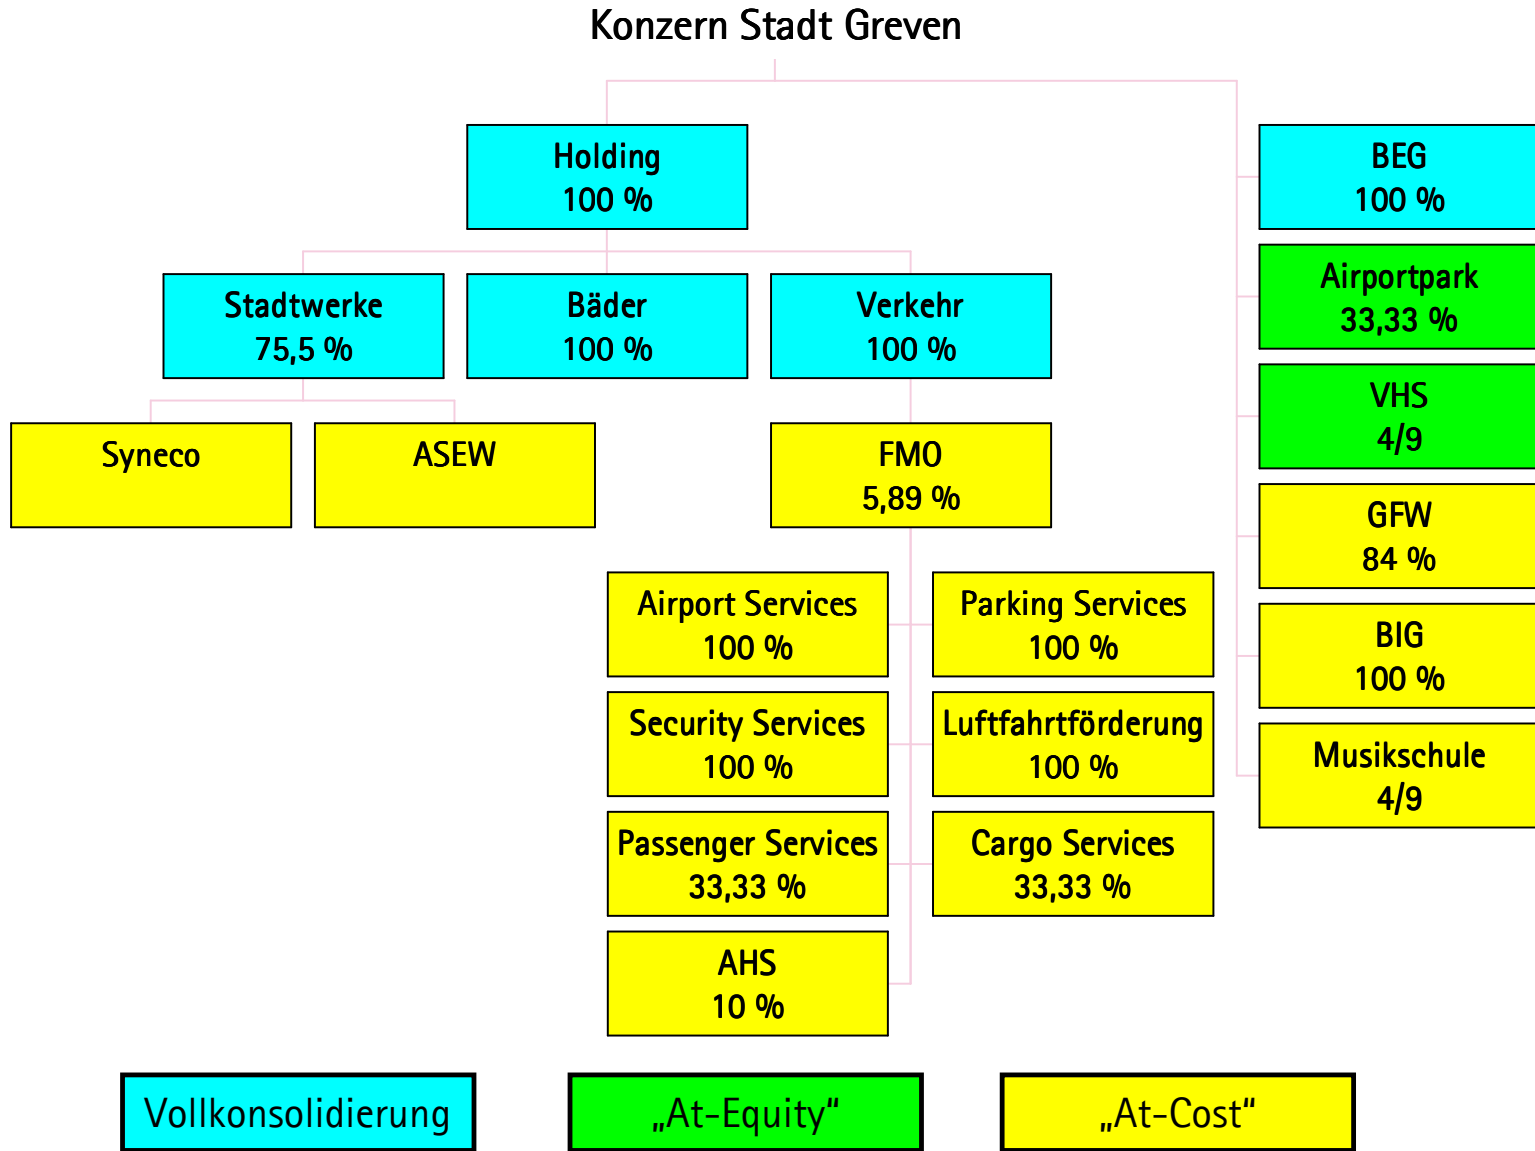 Konzern Stadt Greven
Holding
100 %
Stadtwerke
75,5 %
Bäder
100 %
Verkehr
100 %
Syneco
ASEW
FMO
5,89 %
Airport Services
100 %
Parking Services
100 %
Security Services
100 %
Luftfahrtförderung
100 %
Passenger Services
33,33 %
Cargo Services
33,33 %
AHS
10 %
BEG
100 %
Airportpark
33,33 %
VHS
4/9
GFW
84 %
BIG
100 %
Musikschule
4/9
Vollkonsolidierung
„At-Equity“
„At-Cost“